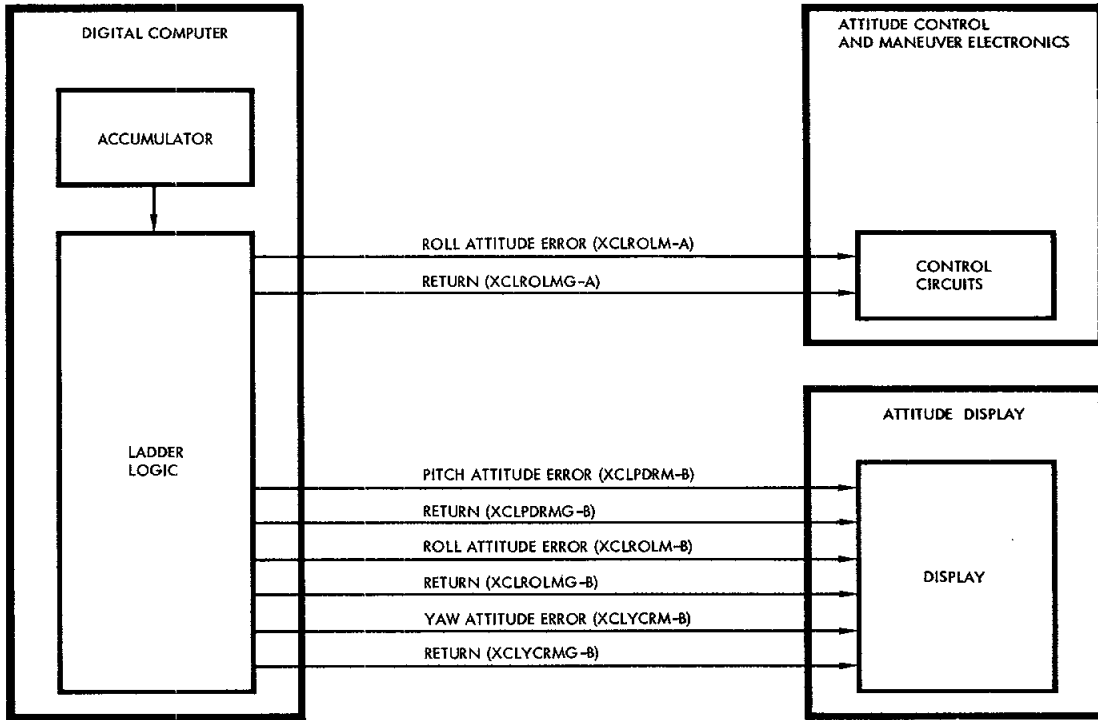 DIGITAL COMPUTER
ACCUMULATOR
LADDER
LOGIC
ATTITUDE CONTROL
AND MANEUVER ELECTRONICS
ROLL ATTITUDE ERROR (XCLROLM-A)
RETURN (XCLROLMG-A)
CONTROL
CIRCUITS
ATTITUDE DISPLAY
PITCH ATTITUDE ERROR (XCLPDRM-B)
RETURN (XCLPDRMG-B)
ROLL ATTITUDE ERROR (XCLROLM-B)
RETURN (XCLROLMG-B)
YAW ATTITUDE ERROR (XCLYCRM-B)
RETURN (XCLYCRMG-B)
DISPLAY